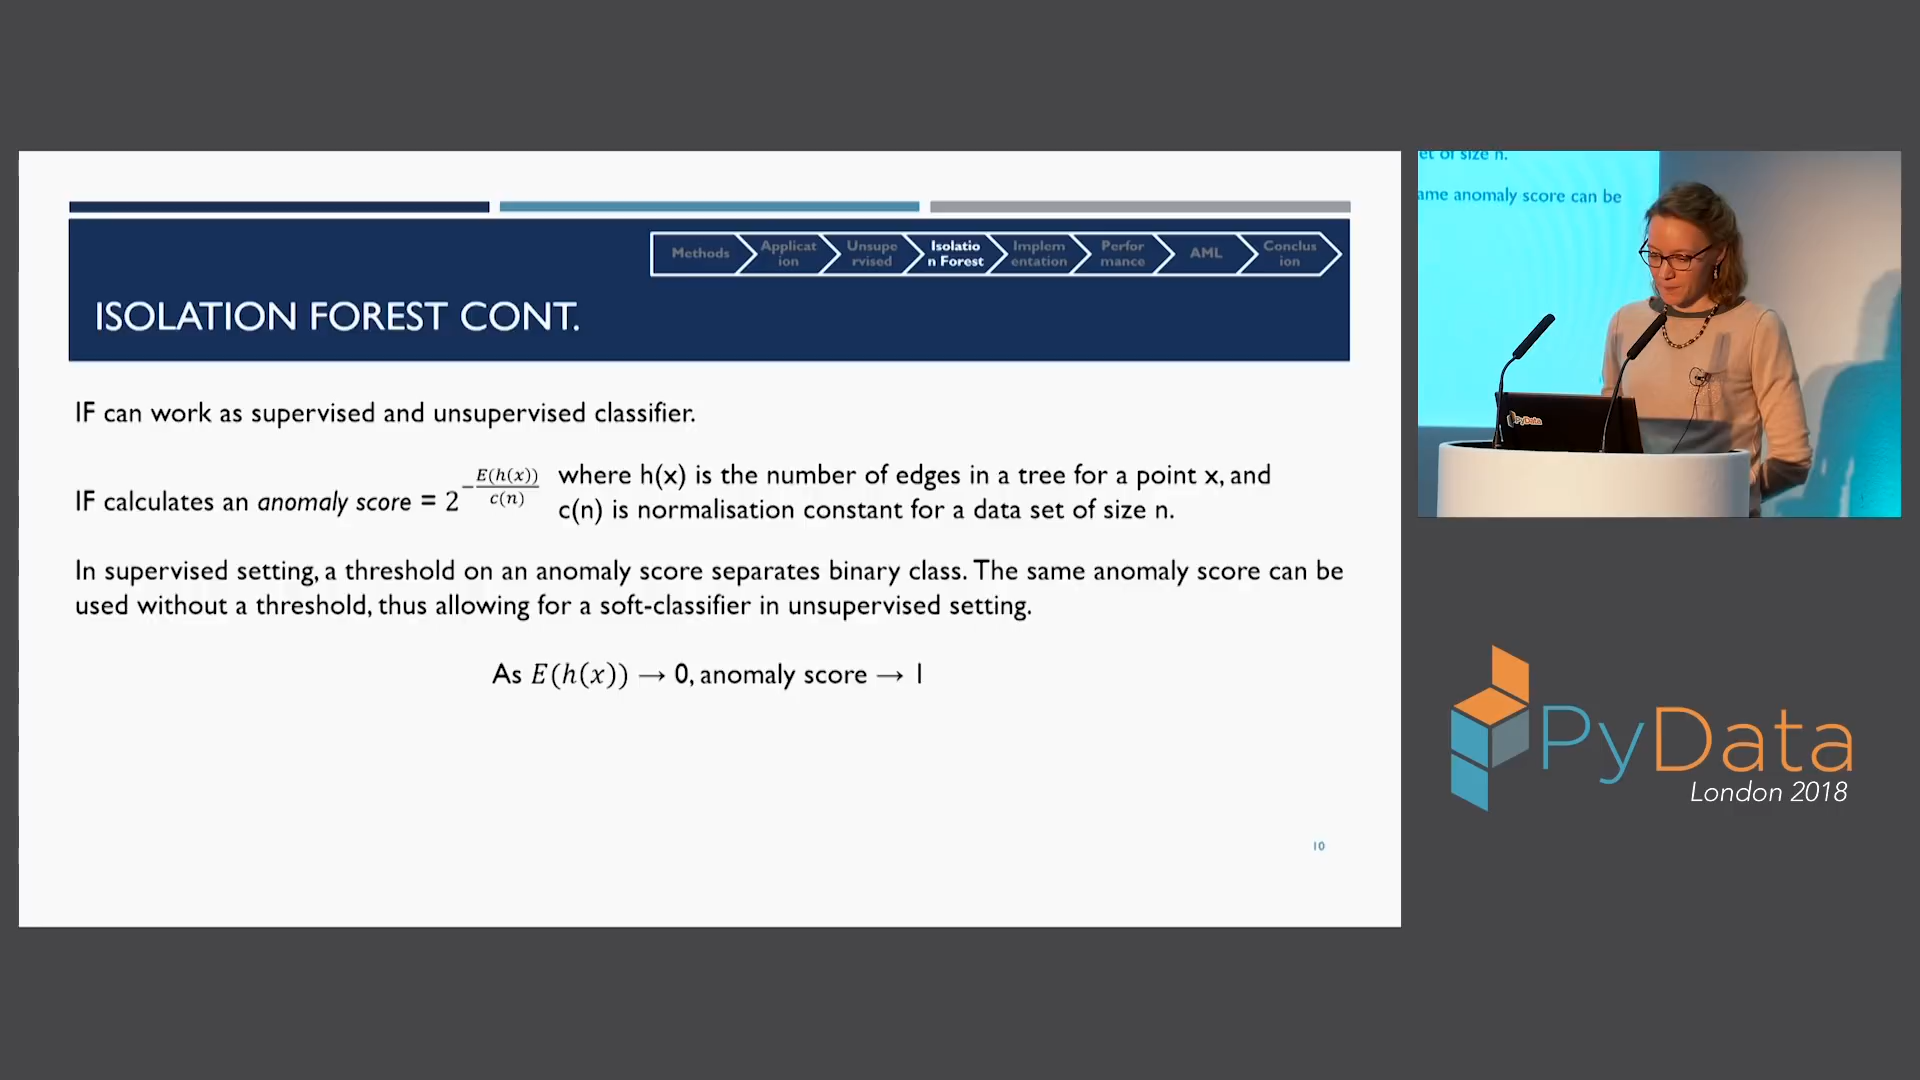 Methods
Applicat
ion
Unsupe
rvised
Isolatio
n Forest
Implem
entation
Perfor
mance
AML
Conclus
ion
ISOLATION FOREST CONT.
IF can work as supervised and unsupervised classifier.
IF calculates an anomaly score = 2^{-\frac{E(h(x))}{c(n)}} where h(x) is the number of edges in a tree for a point x, and
c(n) is normalisation constant for a data set of size n.
In supervised setting, a threshold on an anomaly score separates binary class. The same anomaly score can be
used without a threshold, thus allowing for a soft-classifier in unsupervised setting.
As E(h(x)) → 0, anomaly score → 1
10
et of size n.
ame anomaly score can be
PyData
PyData
London 2018